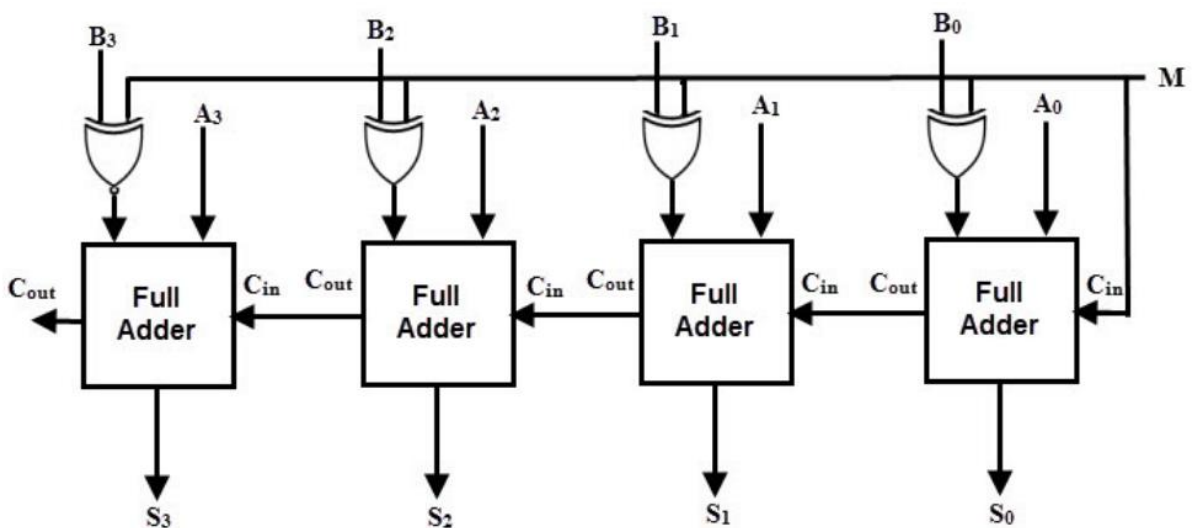 B₃ B₂ B₁ B₀
M
A₃ A₂ A₁ A₀
Cout Full Adder Cin Cout Full Adder Cin Cout Full Adder Cin Cout Full Adder Cin
S₃ S₂ S₁ S₀